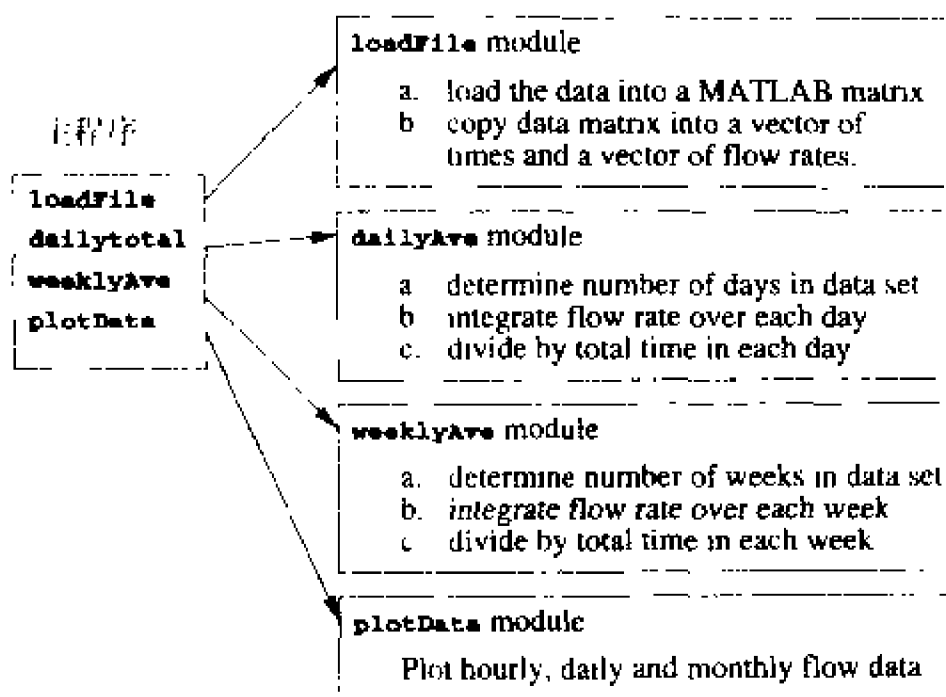 loadFile
dailytotal
weeklyAve
plotData
loadFile module
a. load the data into a MATLAB matrix
b copy data matrix into a vector of
times and a vector of flow rates.
dailyAve module
a determine number of days in data set
b integrate flow rate over each day
c. divide by total time in each day
weeklyAve module
a. determine number of weeks in data set
b. integrate flow rate over each week
c divide by total time in each week
plotData module
Plot hourly, daily and monthly flow data